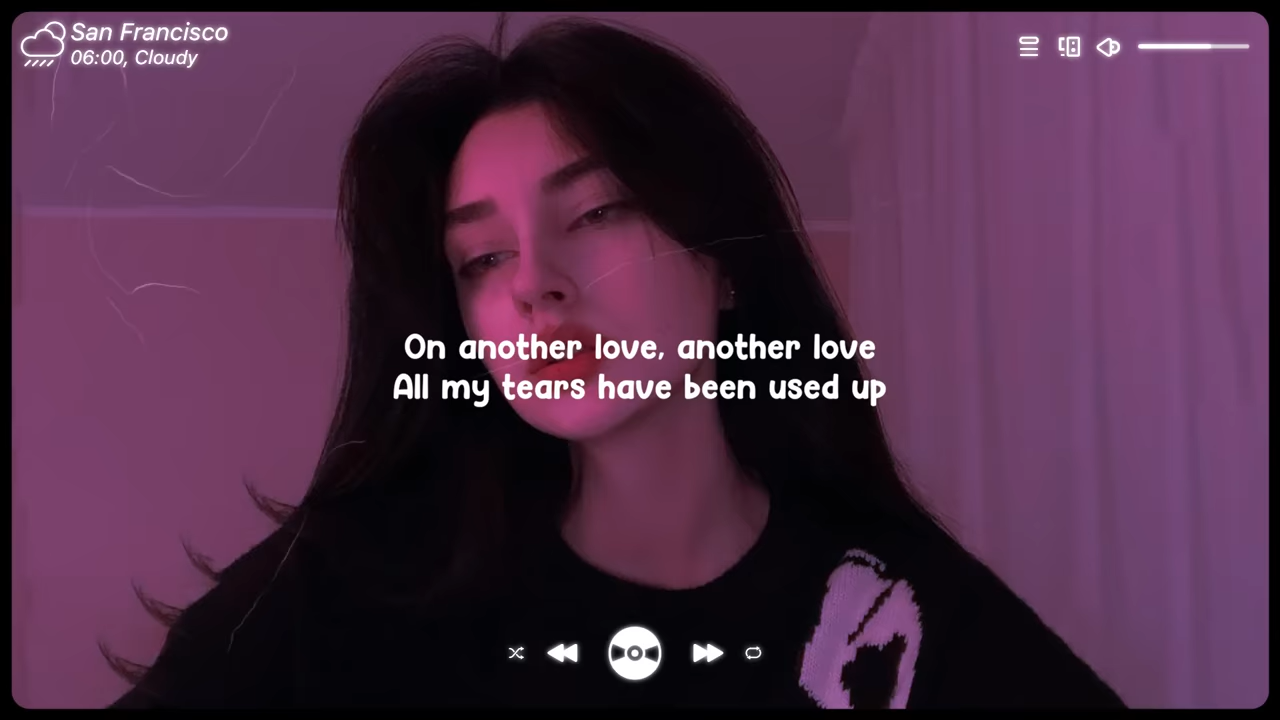 San Francisco
06:00, Cloudy
On another love, another love
All my tears have been used up